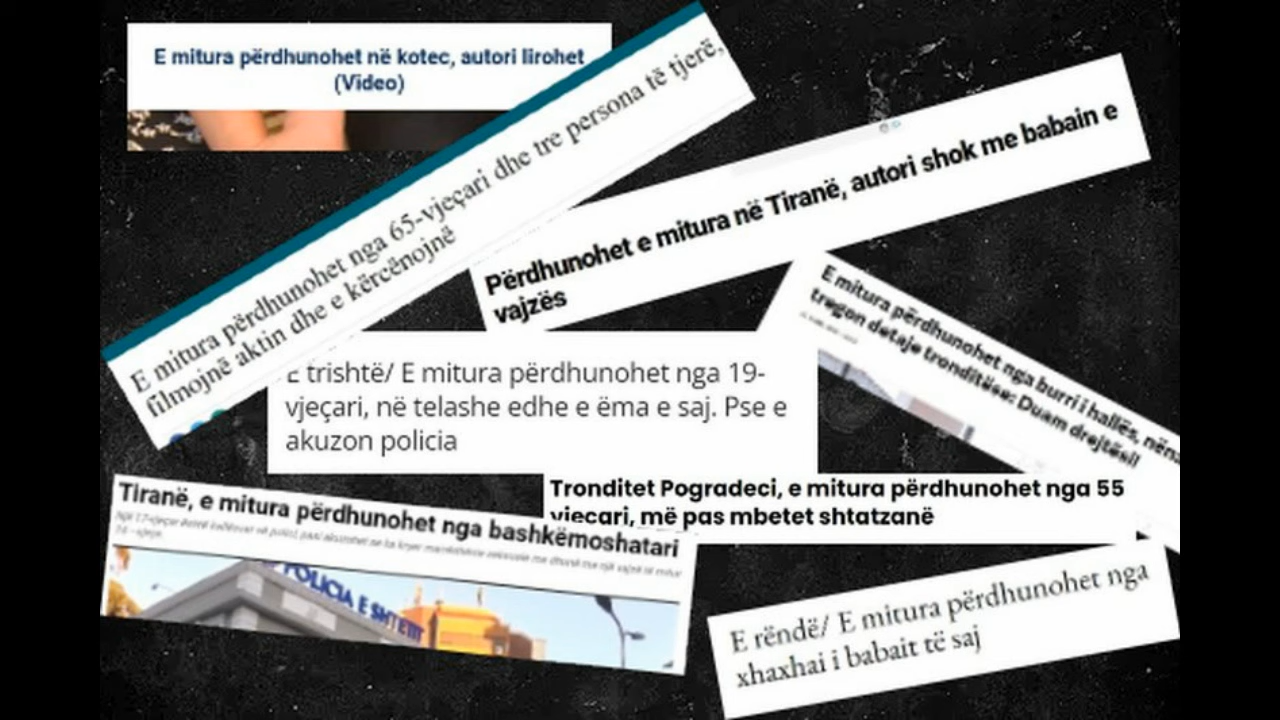 E mitura përdhunohet në kotec, autori lirohet
(Video)
E mitura përdhunohet nga 65-vjeçari dhe tre persona të tjerë,
filmojnë aktin dhe e kërcënojnë
Përdhunohet e mitura në Tiranë, autori shok me babain e
vajzës
E mitura përdhunohet nga burri i hallës, nëna
tregon detaje tronditëse: Duam drejtësi!
E trishtë/ E mitura përdhunohet nga 19-
vjeçari, në telashe edhe e ëma e saj. Pse e
akuzon policia
Tronditet Pogradeci, e mitura përdhunohet nga 55
vjeçari, më pas mbetet shtatzanë
Tiranë, e mitura përdhunohet nga bashkëmoshatari
POLICIA E SHTETIT
E rëndë/ E mitura përdhunohet nga
xhaxhai i babait të saj